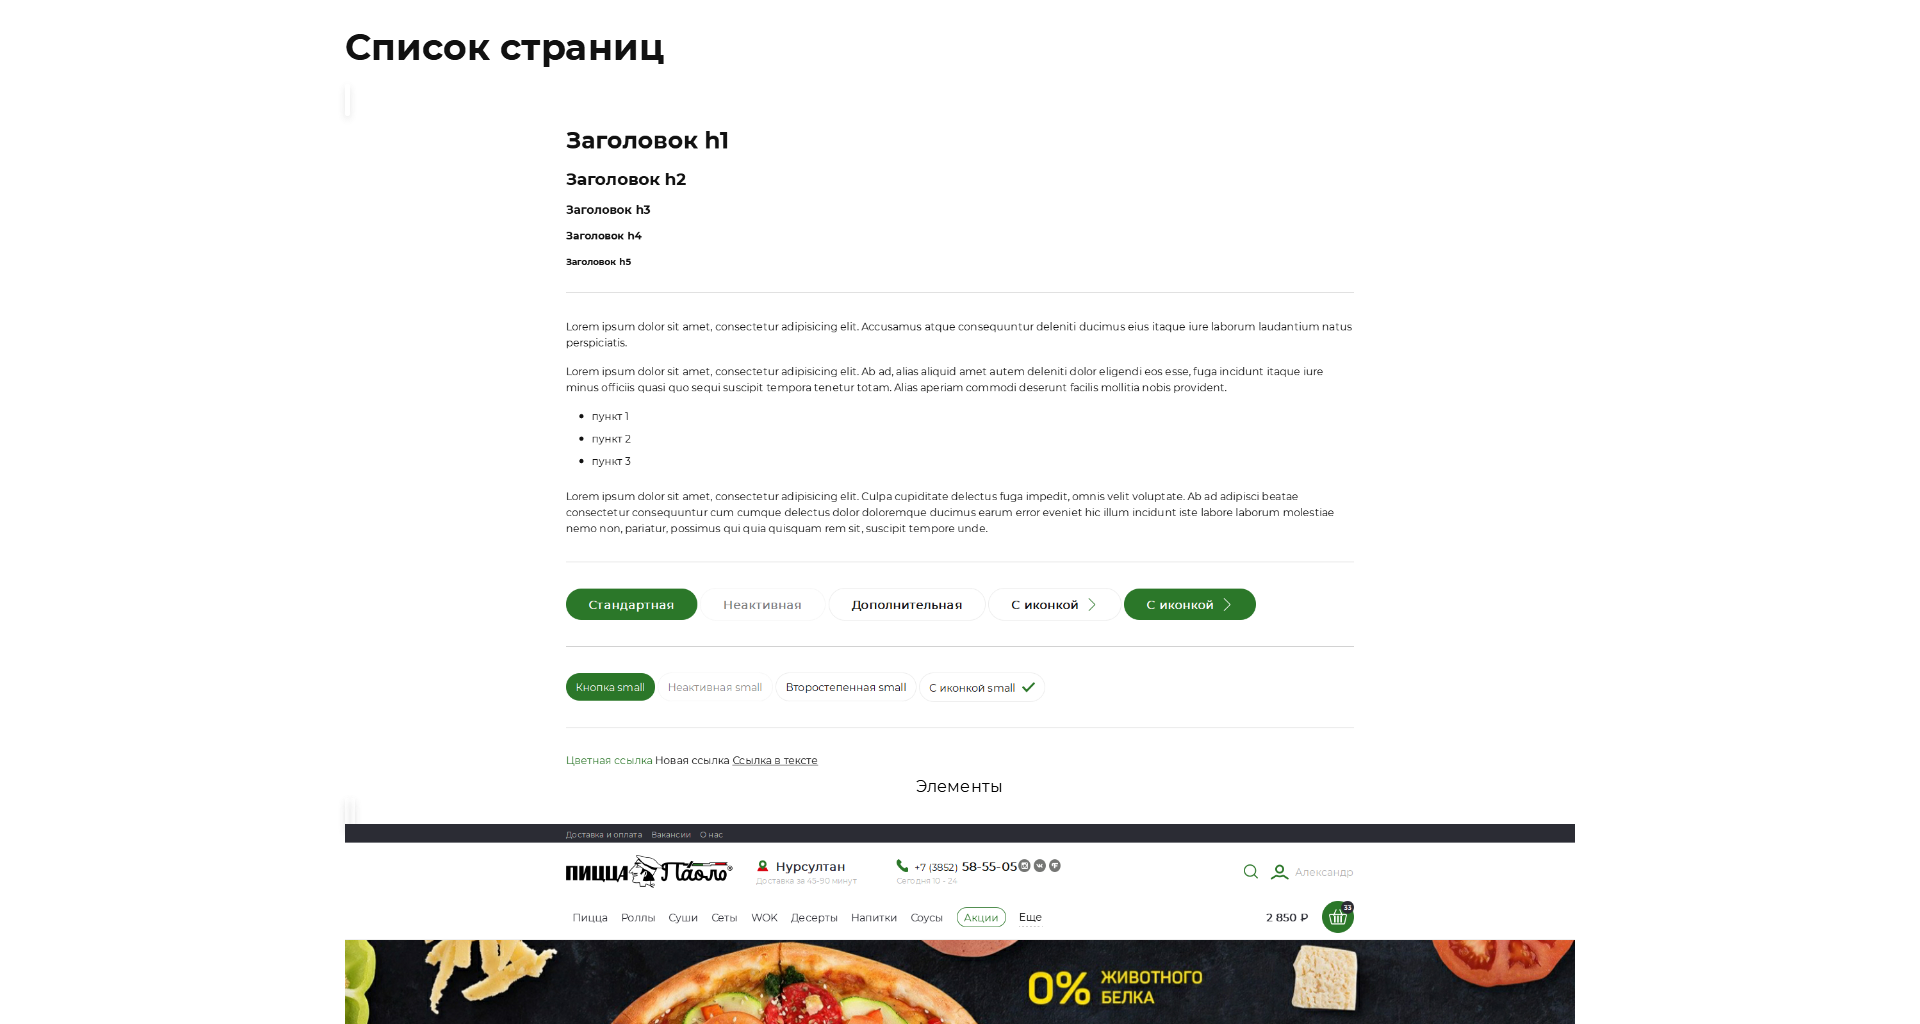 Список страниц
Заголовок h1
Заголовок h2
Заголовок h3
Заголовок h4
Заголовок h5
Lorem ipsum dolor sit amet, consectetur adipisicing elit. Accusamus atque consequuntur deleniti ducimus eius itaque iure laborum laudantium natus
perspiciatis.
Lorem ipsum dolor sit amet, consectetur adipisicing elit. Ab ad, alias aliquid amet autem deleniti dolor eligendi eos esse, fuga incidunt itaque iure
minus officiis quasi quo sequi suscipit tempora tenetur totam. Alias aperiam commodi deserunt facilis mollitia nobis provident.
пункт 1
пункт 2
пункт 3
Lorem ipsum dolor sit amet, consectetur adipisicing elit. Culpa cupiditate delectus fuga impedit, omnis velit voluptate. Ab ad adipisci beatae
consectetur consequuntur cum cumque delectus dolor doloremque ducimus earum error eveniet hic illum incidunt iste labore laborum molestiae
nemo non, pariatur, possimus qui quia quisquam rem sit, suscipit tempore unde.
Стандартная Неактивная Дополнительная С иконкой С иконкой
Кнопка small Неактивная small Второстепенная small С иконкой small
Цветная ссылка Новая ссылка Ссылка в тексте
Элементы
Доставка и оплата Вакансии О нас
ПИЦЦА Паоло® Нурсултан +7 (3852) 58-55-05 Александр
Доставка за 45-90 минут Сегодня 10 - 24
Пицца Роллы Суши Сеты WOK Десерты Напитки Соусы Акции Еще 2 850 ₽ 33
0% ЖИВОТНОГО
БЕЛКА